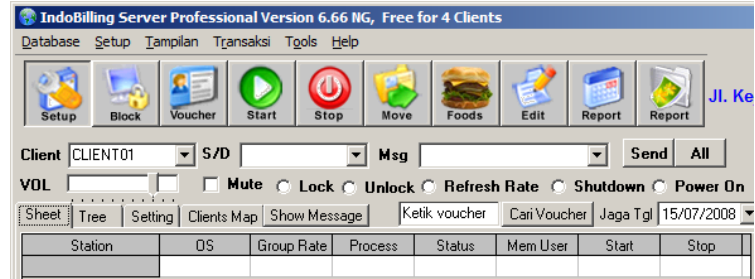 IndoBilling Server Professional Version 6.66 NG, Free for 4 Clients
Database Setup Tampilan Transaksi Tools Help
Setup Block Voucher Start Stop Move Foods Edit Report Report Jl. Ke
Client CLIENT01 S/D Msg Send All
VOL Mute Lock Unlock Refresh Rate Shutdown Power On
Sheet Tree Setting Clients Map Show Message Ketik voucher Cari Voucher Jaga Tgl 15/07/2008
Station OS Group Rate Process Status Mem User Start Stop